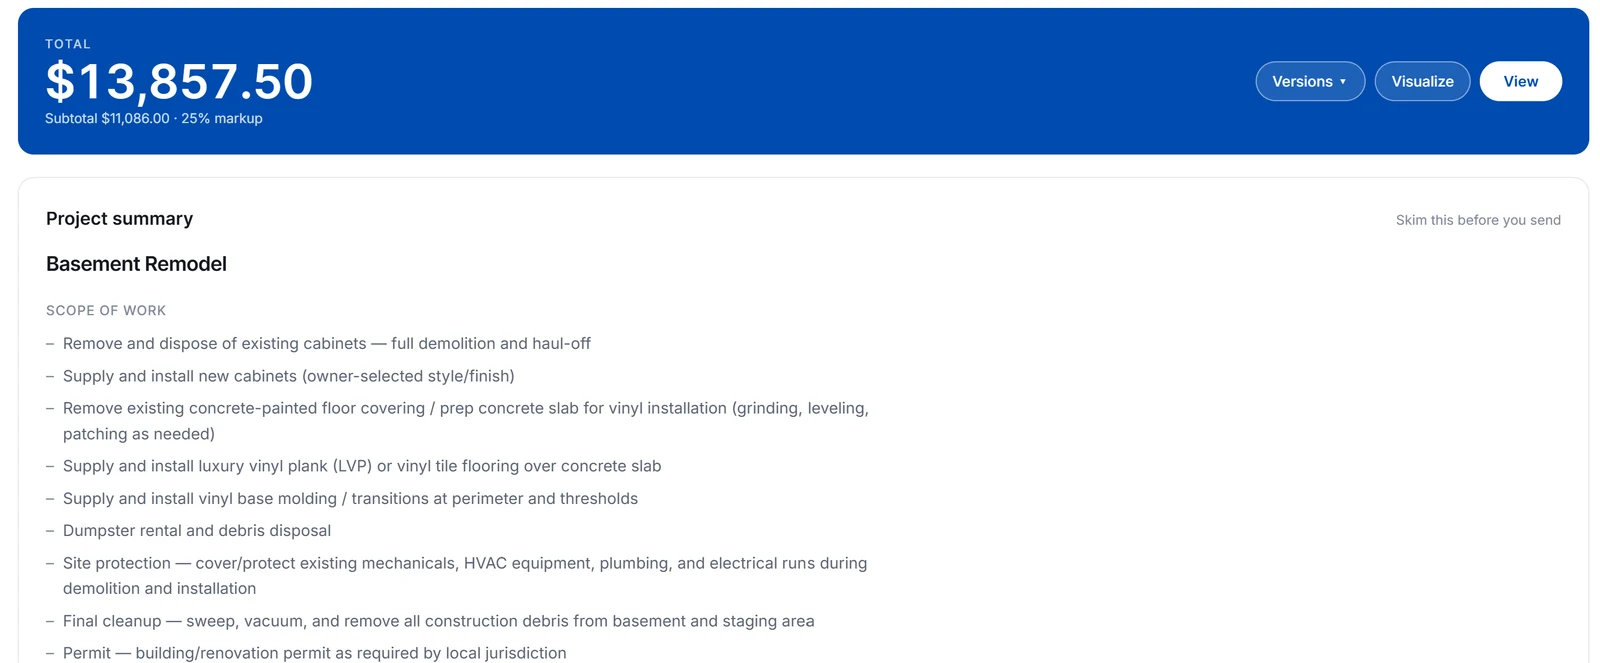 TOTAL
$13,857.50
Subtotal $11,086.00 · 25% markup
Versions ▾
Visualize
View
Project summary
Skim this before you send
Basement Remodel
SCOPE OF WORK
– Remove and dispose of existing cabinets — full demolition and haul-off
– Supply and install new cabinets (owner-selected style/finish)
– Remove existing concrete-painted floor covering / prep concrete slab for vinyl installation (grinding, leveling,
patching as needed)
– Supply and install luxury vinyl plank (LVP) or vinyl tile flooring over concrete slab
– Supply and install vinyl base molding / transitions at perimeter and thresholds
– Dumpster rental and debris disposal
– Site protection — cover/protect existing mechanicals, HVAC equipment, plumbing, and electrical runs during
demolition and installation
– Final cleanup — sweep, vacuum, and remove all construction debris from basement and staging area
– Permit — building/renovation permit as required by local jurisdiction